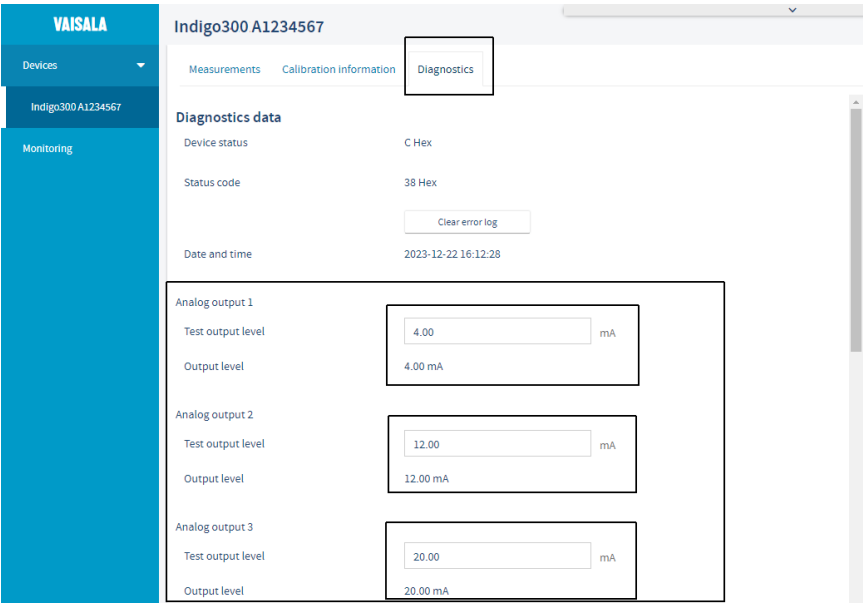 VAISALA
Indigo300 A1234567
Devices
Indigo300 A1234567
Monitoring
Measurements Calibration information Diagnostics
Diagnostics data
Device status C Hex
Status code 38 Hex
Clear error log
Date and time 2023-12-22 16:12:28
Analog output 1
Test output level 4.00 mA
Output level 4.00 mA
Analog output 2
Test output level 12.00 mA
Output level 12.00 mA
Analog output 3
Test output level 20.00 mA
Output level 20.00 mA